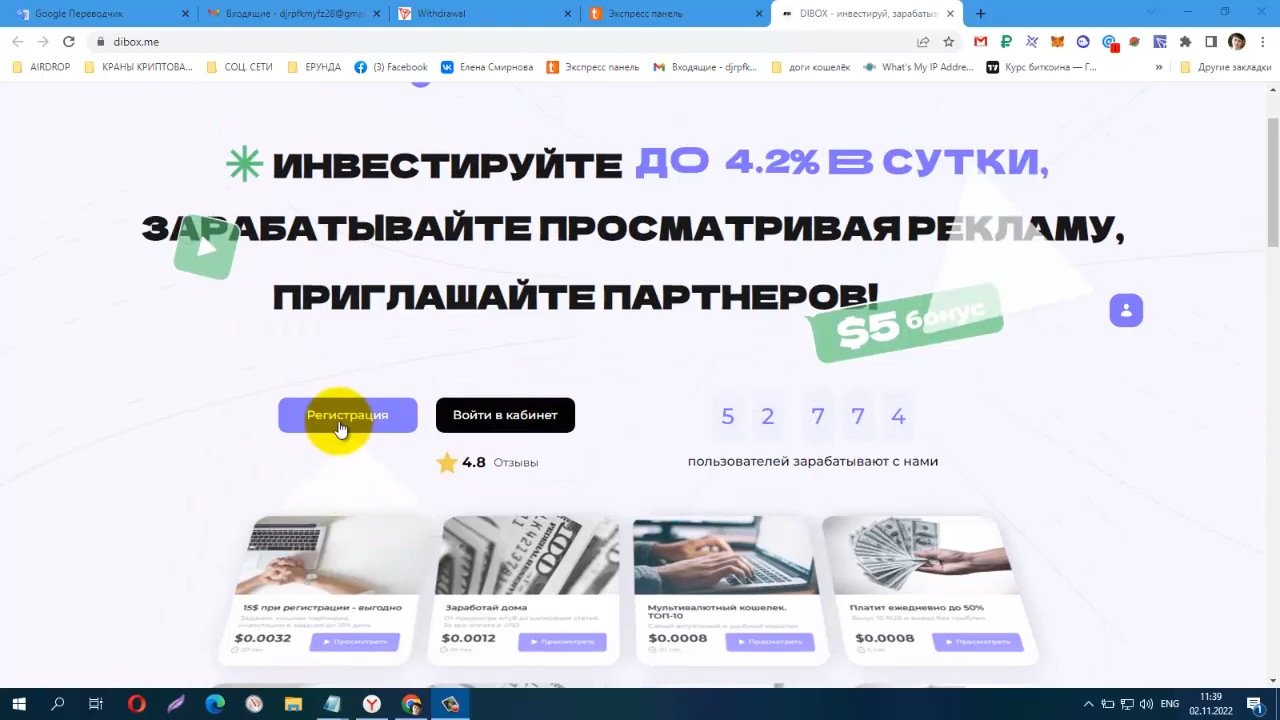 Google Переводчик
Входящие - djrpkmyfz28@gmai
Withdrawal
Экспресс панель
DIBOX - инвестируй, зарабатыв
dibox.me
AIRDROP
КРАНЫ КРИПТОВА...
СОЦ. СЕТИ
ЕРУНДА
(3) Facebook
Елена Смирнова
Экспресс панель
Входящие - djrpfk...
доги кошелёк
What's My IP Addre...
Курс биткоина — Г...
»
Другие закладки
ИНВЕСТИРУЙТЕ ДО 4.2% В СУТКИ,
ЗАРАБАТЫВАЙТЕ ПРОСМАТРИВАЯ РЕКЛАМУ,
ПРИГЛАШАЙТЕ ПАРТНЕРОВ!
$5 бонус
Регистрация
Войти в кабинет
5 2 7 7 4
4.8 Отзывы
пользователей зарабатывают с нами
15$ при регистрации - выгодно
$0.0032
Просмотреть
Заработай дома
$0.0012
Просмотреть
Мультивалютный кошелек.
ТОП-10
$0.0008
Просмотреть
Платит ежедневно до 50%
$0.0008
Просмотреть
ENG
11:39
02.11.2022